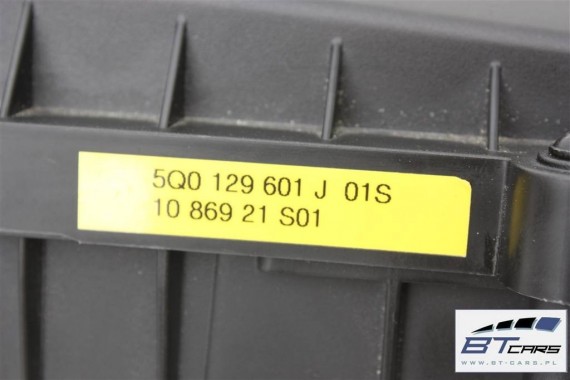 5Q0 129 601 J 01S
10 869 21 S01
BTCARS
WWW.BT-CARS.PL